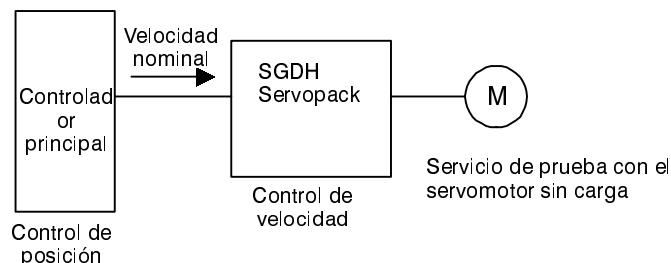 Velocidad
nominal
Controlad
or
principal
SGDH
Servopack
M
Control de
velocidad
Servicio de prueba con el
servomotor sin carga
Control de
posición